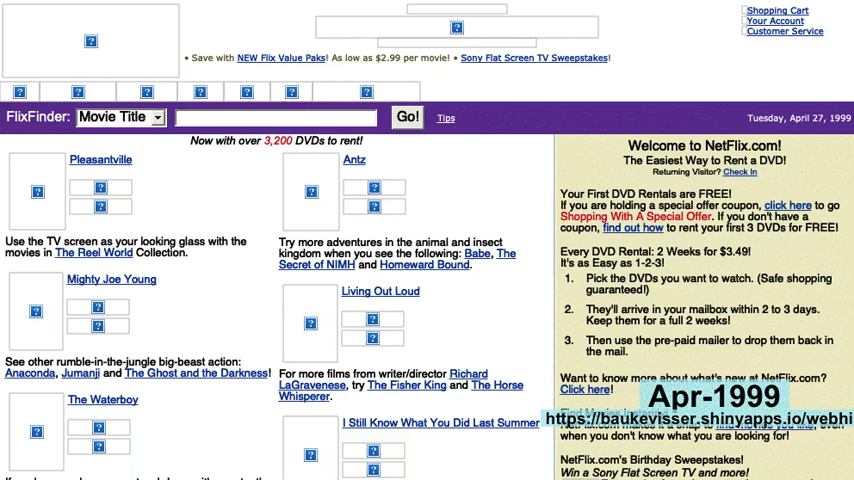 Shopping Cart
Your Account
Customer Service
• Save with NEW Flix Value Paks! As low as $2.99 per movie! • Sony Flat Screen TV Sweepstakes!
FlixFinder: Movie Title Go! Tips Tuesday, April 27, 1999
Now with over 3,200 DVDs to rent!
Pleasantville
Use the TV screen as your looking glass with the
movies in The Reel World Collection.
Antz
Try more adventures in the animal and insect
kingdom when you see the following: Babe, The
Secret of NIMH and Homeward Bound.
Mighty Joe Young
See other rumble-in-the-jungle big-beast action:
Anaconda, Jumanji and The Ghost and the Darkness!
Living Out Loud
For more films from writer/director Richard
LaGravenese, try The Fisher King and The Horse
Whisperer.
The Waterboy
I Still Know What You Did Last Summer
Welcome to NetFlix.com!
The Easiest Way to Rent a DVD!
Returning Visitor? Check In
Your First DVD Rentals are FREE!
If you are holding a special offer coupon, click here to go
Shopping With A Special Offer. If you don't have a
coupon, find out how to rent your first 3 DVDs for FREE!
Every DVD Rental: 2 Weeks for $3.49!
It's as Easy as 1-2-3!
1. Pick the DVDs you want to watch. (Safe shopping
guaranteed!)
2. They'll arrive in your mailbox within 2 to 3 days.
Keep them for a full 2 weeks!
3. Then use the pre-paid mailer to drop them back in
the mail.
Want to know more about what's new at NetFlix.com?
Click here!
Apr-1999
https://baukevisser.shinyapps.io/webhi
NetFlix.com makes it a snap to find movies you like, even
when you don't know what you are looking for!
NetFlix.com's Birthday Sweepstakes!
Win a Sony Flat Screen TV and more!